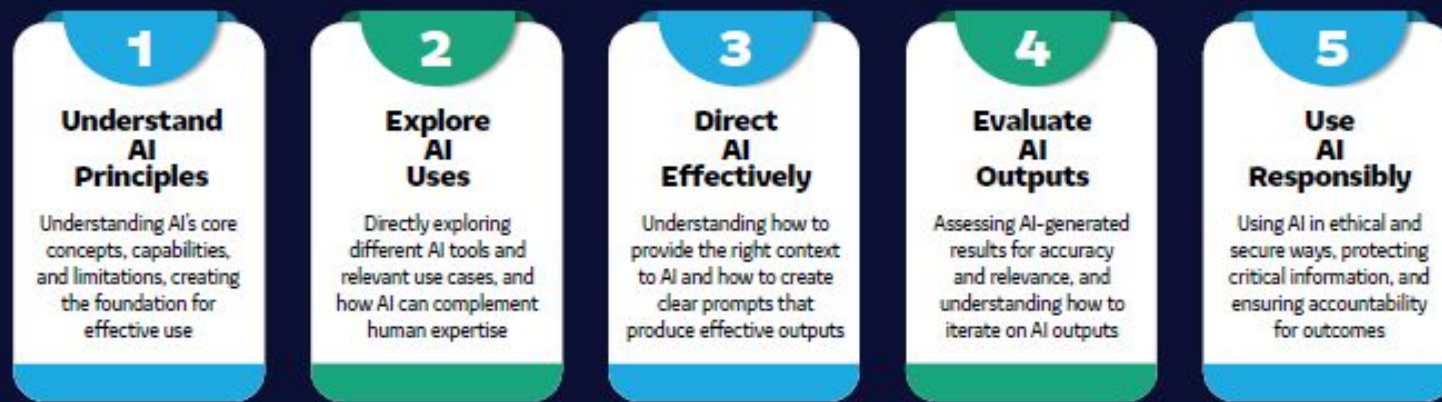 1
Understand
AI
Principles
Understanding AI's core
concepts, capabilities,
and limitations, creating
the foundation for
effective use
2
Explore
AI
Uses
Directly exploring
different AI tools and
relevant use cases, and
how AI can complement
human expertise
3
Direct
AI
Effectively
Understanding how to
provide the right context
to AI and how to create
clear prompts that
produce effective outputs
4
Evaluate
AI
Outputs
Assessing AI-generated
results for accuracy
and relevance, and
understanding how to
iterate on AI outputs
5
Use
AI
Responsibly
Using AI in ethical and
secure ways, protecting
critical information, and
ensuring accountability
for outcomes